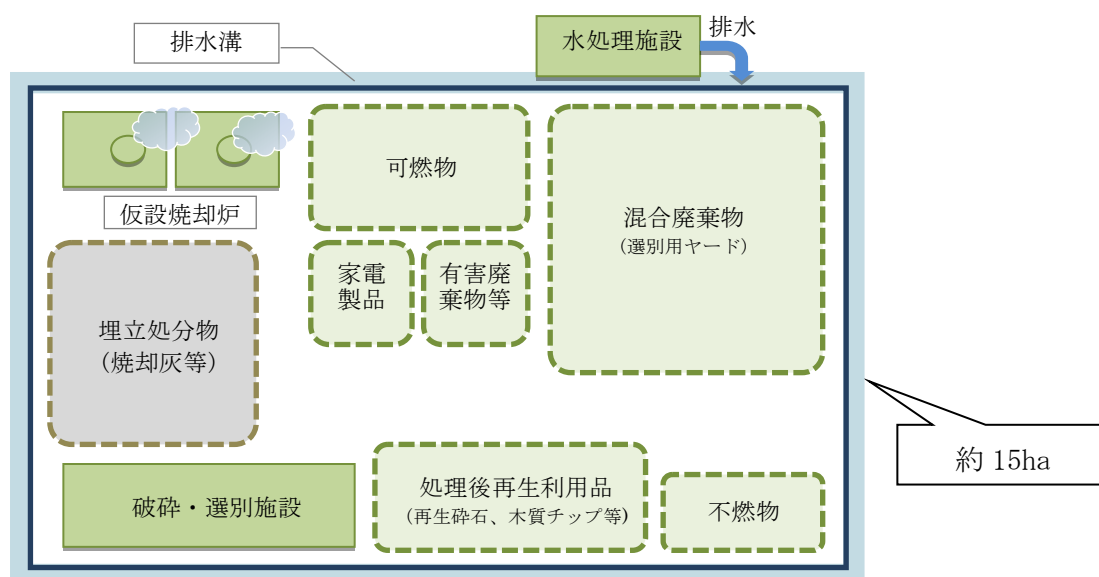 排水溝
水処理施設
排水
可燃物
混合廃棄物
(選別用ヤード)
仮設焼却炉
家電
製品
有害廃
棄物等
埋立処分物
(焼却灰等)
約 15ha
破砕・選別施設
処理後再生利用品
(再生砕石、木質チップ等)
不燃物